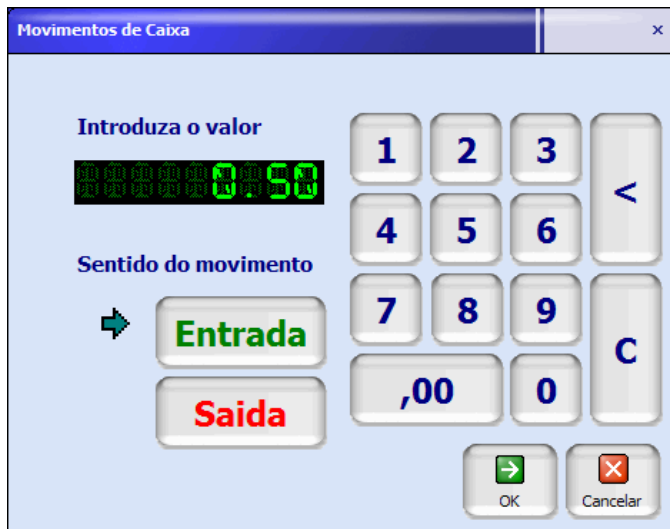 Movimentos de Caixa
×
Introduza o valor
0.50
1 2 3 <
4 5 6
Sentido do movimento
7 8 9 C
Entrada
,00 0
Saida
OK Cancelar